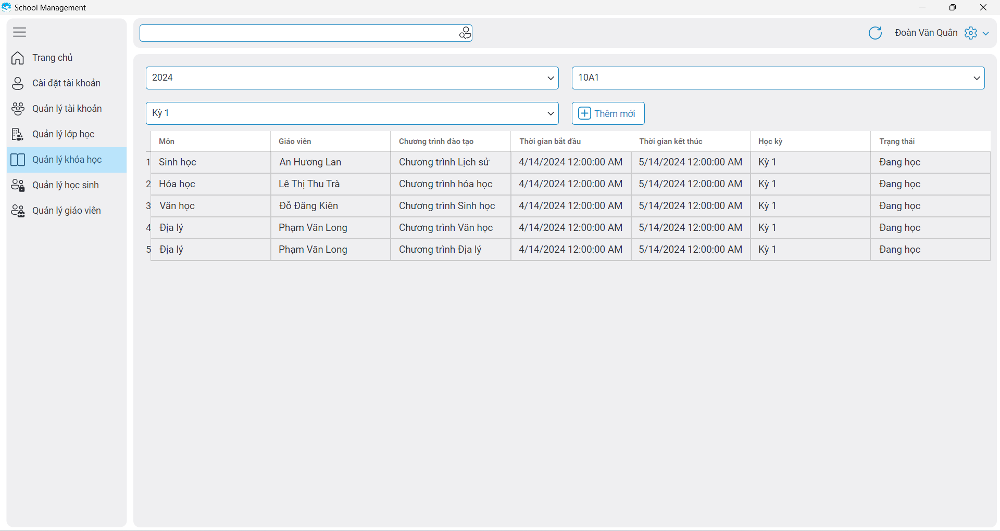 School Management
Đoàn Văn Quân
Trang chủ
Cài đặt tài khoản
Quản lý tài khoản
Quản lý lớp học
Quản lý khóa học
Quản lý học sinh
Quản lý giáo viên
2024
10A1
Kỳ 1
Thêm mới
Môn Giáo viên Chương trình đào tạo Thời gian bắt đầu Thời gian kết thúc Học kỳ Trạng thái
1 Sinh học An Hương Lan Chương trình Lịch sử 4/14/2024 12:00:00 AM 5/14/2024 12:00:00 AM Kỳ 1 Đang học
2 Hóa học Lê Thị Thu Trà Chương trình hóa học 4/14/2024 12:00:00 AM 5/14/2024 12:00:00 AM Kỳ 1 Đang học
3 Văn học Đỗ Đăng Kiên Chương trình Sinh học 4/14/2024 12:00:00 AM 5/14/2024 12:00:00 AM Kỳ 1 Đang học
4 Địa lý Phạm Văn Long Chương trình Văn học 4/14/2024 12:00:00 AM 5/14/2024 12:00:00 AM Kỳ 1 Đang học
5 Địa lý Phạm Văn Long Chương trình Địa lý 4/14/2024 12:00:00 AM 5/14/2024 12:00:00 AM Kỳ 1 Đang học